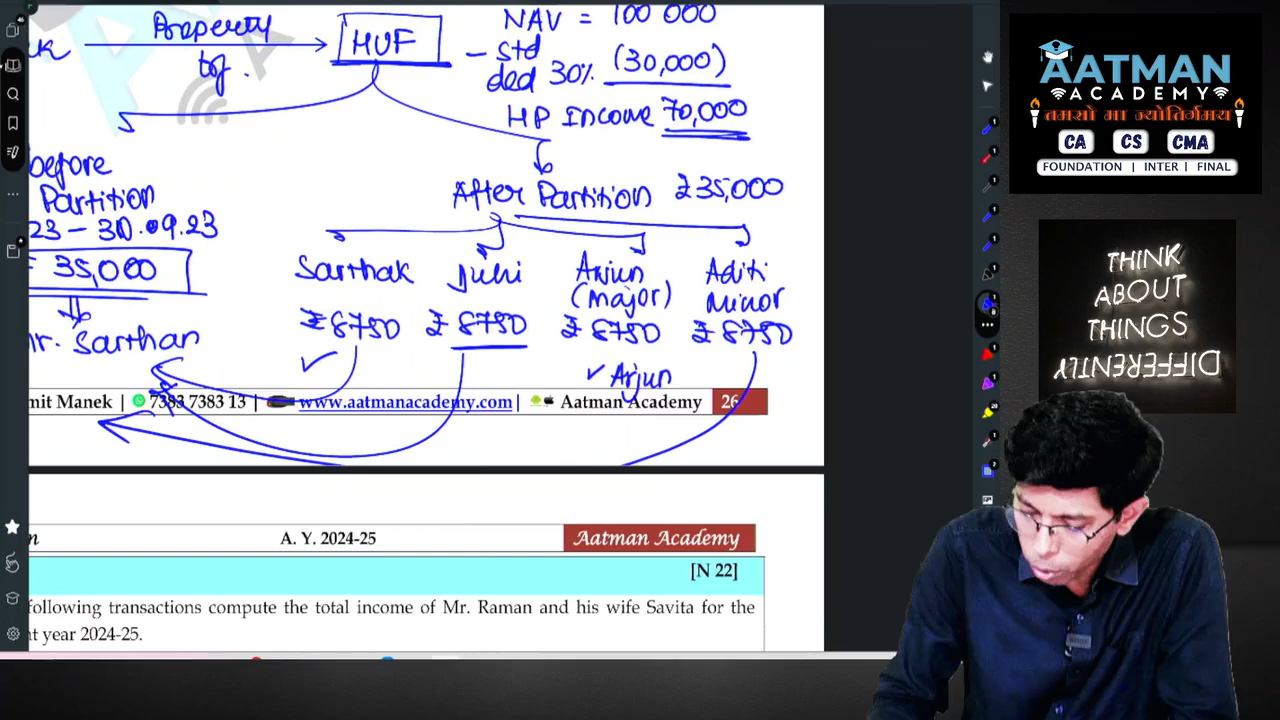 Property
tof.
HUF
NAV = 100 000
- Std
ded 30% (30,000)
HP Income 70,000
before
Partition
23 - 30.09.23
35,000
Mr. Sarthan
After Partition ₹35,000
Sarthak Juhi Arjun Aditi
(major) minor
₹8750 ₹8750 ₹8750 ₹8750
✓ ✓ Arjun
mit Manek | 7383 7383 13 | www.aatmanacademy.com | Aatman Academy 26
n A. Y. 2024-25 Aatman Academy
[N 22]
following transactions compute the total income of Mr. Raman and his wife Savita for the
nt year 2024-25.
AATMAN
ACADEMY
तमसो मा ज्योतिर्गमय
CA CS CMA
FOUNDATION | INTER | FINAL
THINK
ABOUT
THINGS
DIFFERENTLY